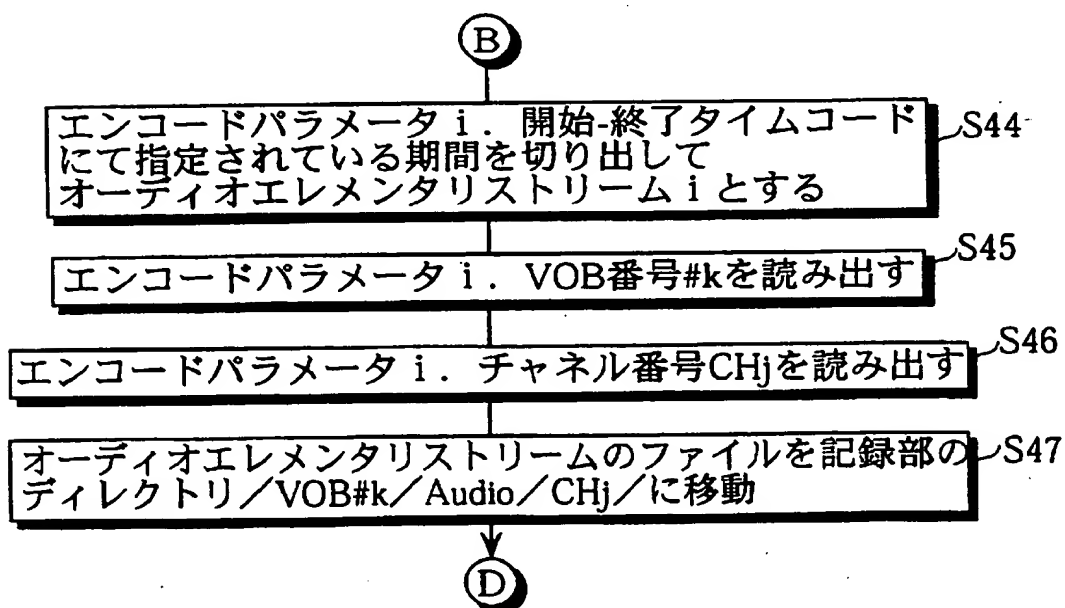 B
エンコードパラメータｉ．開始-終了タイムコード
S44
にて指定されている期間を切り出して
オーディオエレメンタリストリームｉとする
S45
エンコードパラメータｉ．VOB番号#kを読み出す
S46
エンコードパラメータｉ．チャネル番号CHjを読み出す
オーディオエレメンタリストリームのファイルを記録部の
S47
ディレクトリ／VOB#k／Audio／CHj／に移動
D